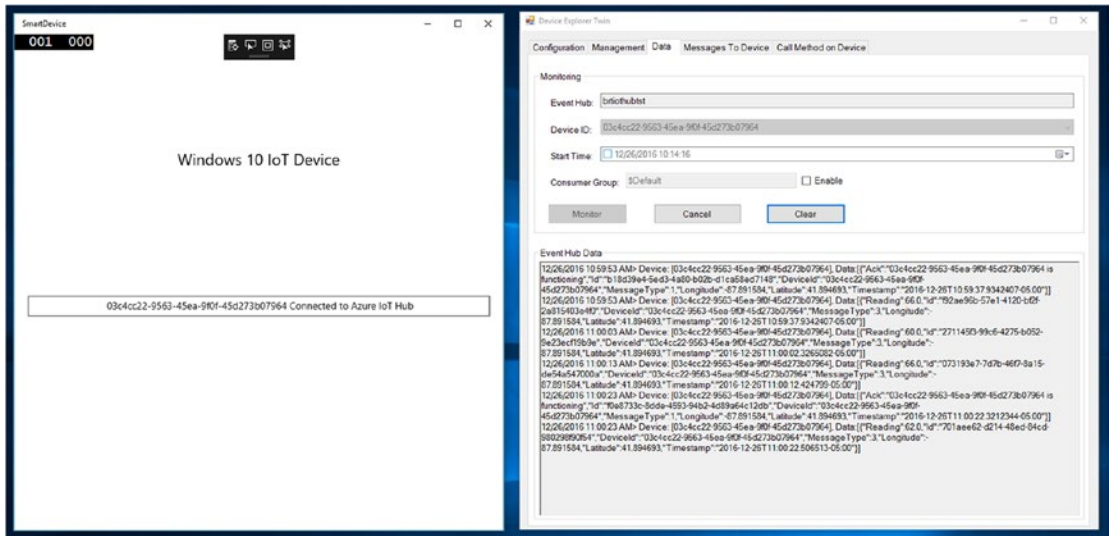 SmartDevice
001 000
Windows 10 IoT Device
03c4cc22-9563-45ea-9f0f-45d273b07964 Connected to Azure IoT Hub
Device Explorer Twin
Configuration Management Data Messages To Device Call Method on Device
Monitoring
Event Hub: briothubtst
Device ID: 03c4cc22-9563-45ea-9f0f-45d273b07964
Start Time: 12/26/2016 10:14:16
Consumer Group: $Default Enable
Monitor Cancel Clear
Event Hub Data
12/26/2016 10:59:53 AM> Device: [03c4cc22-9563-45ea-9f0f-45d273b07964], Data:[{"Ack":"03c4cc22-9563-45ea-9f0f-45d273b07964 is
functioning","Id":"b18d39e4-5ed3-4a80-b02b-d1ca58ed7148","DeviceId":"03c4cc22-9563-45ea-9f0f-
45d273b07964","MessageType":1,"Longitude":-87.891584,"Latitude":41.894693,"Timestamp":"2016-12-26T10:59:37.9342407-05:00"}]
12/26/2016 10:59:53 AM> Device: [03c4cc22-9563-45ea-9f0f-45d273b07964], Data:[{"Reading":66.0,"Id":"f92ae96b-57e1-4120-bf2f-
2a815403e4f0","DeviceId":"03c4cc22-9563-45ea-9f0f-45d273b07964","MessageType":3,"Longitude":-
87.891584,"Latitude":41.894693,"Timestamp":"2016-12-26T10:59:37.9342407-05:00"}]
12/26/2016 11:00:03 AM> Device: [03c4cc22-9563-45ea-9f0f-45d273b07964], Data:[{"Reading":60.0,"Id":"271145f3-99c6-4275-b052-
9e23ecf19b9e","DeviceId":"03c4cc22-9563-45ea-9f0f-45d273b07964","MessageType":3,"Longitude":-
87.891584,"Latitude":41.894693,"Timestamp":"2016-12-26T11:00:02.3265082-05:00"}]
12/26/2016 11:00:13 AM> Device: [03c4cc22-9563-45ea-9f0f-45d273b07964], Data:[{"Reading":66.0,"Id":"073193e7-7d7b-46f7-8a15-
de54a547000a","DeviceId":"03c4cc22-9563-45ea-9f0f-45d273b07964","MessageType":3,"Longitude":-
87.891584,"Latitude":41.894693,"Timestamp":"2016-12-26T11:00:12.424799-05:00"}]
12/26/2016 11:00:23 AM> Device: [03c4cc22-9563-45ea-9f0f-45d273b07964], Data:[{"Ack":"03c4cc22-9563-45ea-9f0f-45d273b07964 is
functioning","Id":"f0e8733c-8dde-4593-94b2-4d89a64c12db","DeviceId":"03c4cc22-9563-45ea-9f0f-
45d273b07964","MessageType":1,"Longitude":-87.891584,"Latitude":41.894693,"Timestamp":"2016-12-26T11:00:22.3212344-05:00"}]
12/26/2016 11:00:23 AM> Device: [03c4cc22-9563-45ea-9f0f-45d273b07964], Data:[{"Reading":62.0,"Id":"701aee62-d214-48ed-84cd-
980298f90f54","DeviceId":"03c4cc22-9563-45ea-9f0f-45d273b07964","MessageType":3,"Longitude":-
87.891584,"Latitude":41.894693,"Timestamp":"2016-12-26T11:00:22.506513-05:00"}]